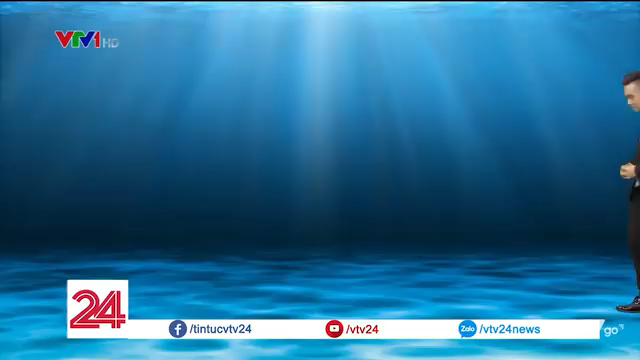 VTV1 HD
24
/tintucvtv24
/vtv24
Zalo /vtv24news
go